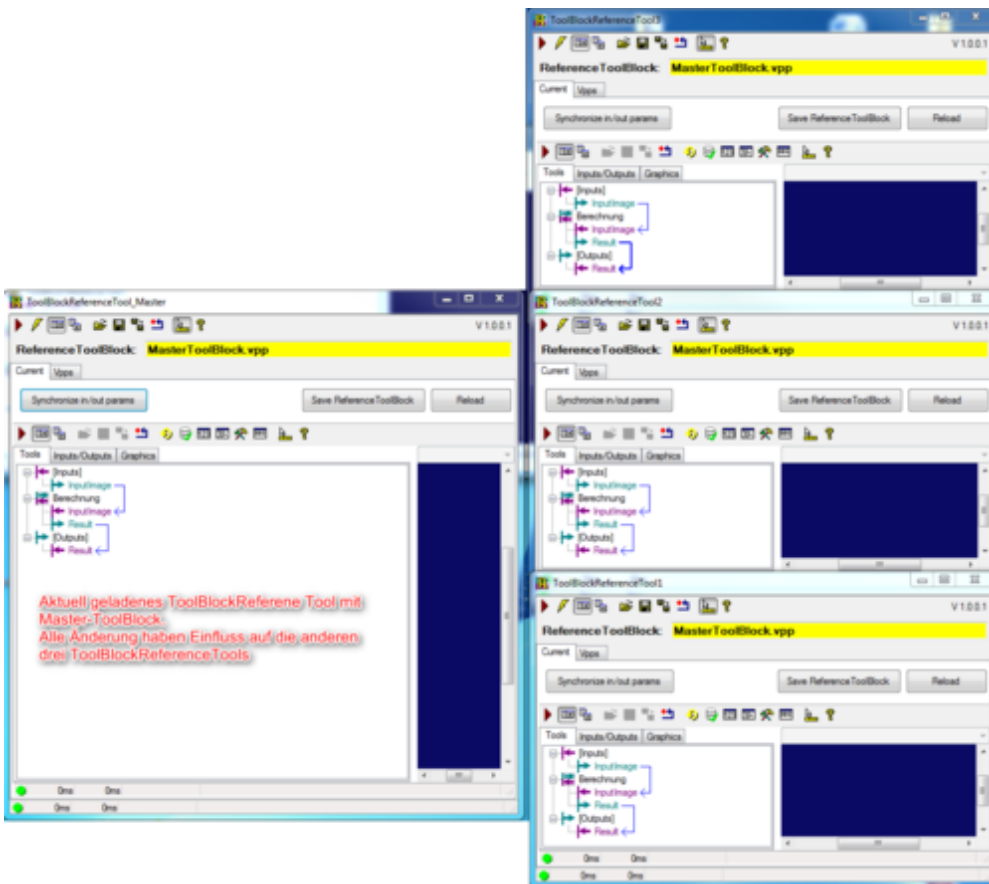 ToolBlockReferenceTool3
V 1.0.0.1
ReferenceToolBlock: MasterToolBlock.vpp
Current Vpps
Synchronize in/out params Save ReferenceToolBlock Reload
Tools Inputs/Outputs Graphics
[Inputs]
InputImage
Berechnung
InputImage
Result
[Outputs]
Result
ToolBlockReferenceTool_Master
V 1.0.0.1
ReferenceToolBlock: MasterToolBlock.vpp
Current Vpps
Synchronize in/out params Save ReferenceToolBlock Reload
Tools Inputs/Outputs Graphics
[Inputs]
InputImage
Berechnung
InputImage
Result
[Outputs]
Result
Aktuell geladenes ToolBlockReferene Tool mit
Master-ToolBlock.
Alle Änderung haben Einfluss auf die anderen
drei ToolBlockReferenceTools
0ms 0ms
0ms 0ms
ToolBlockReferenceTool2
V 1.0.0.1
ReferenceToolBlock: MasterToolBlock.vpp
Current Vpps
Synchronize in/out params Save ReferenceToolBlock Reload
Tools Inputs/Outputs Graphics
[Inputs]
InputImage
Berechnung
InputImage
Result
[Outputs]
Result
ToolBlockReferenceTool1
V 1.0.0.1
ReferenceToolBlock: MasterToolBlock.vpp
Current Vpps
Synchronize in/out params Save ReferenceToolBlock Reload
Tools Inputs/Outputs Graphics
[Inputs]
InputImage
Berechnung
InputImage
Result
[Outputs]
Result
0ms 0ms
0ms 0ms